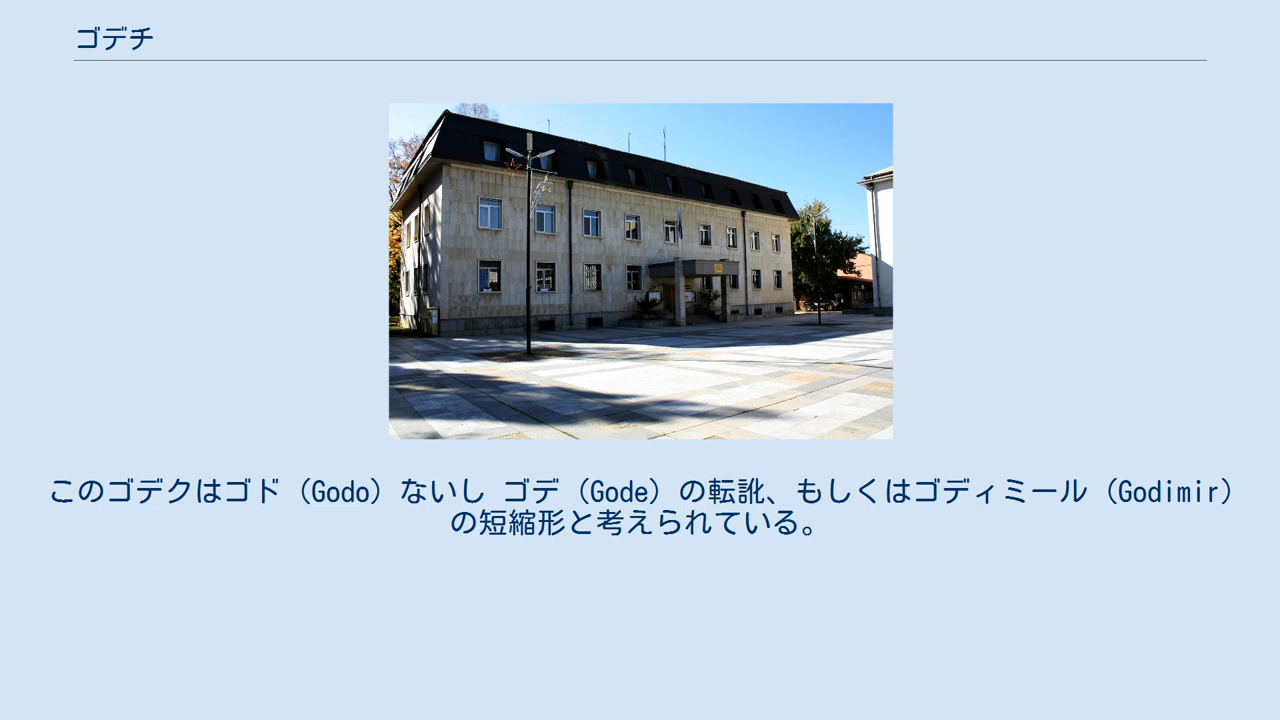 ゴデチ
このゴデクはゴド（Godo）ないし ゴデ（Gode）の転訛、もしくはゴディミール（Godimir）
の短縮形と考えられている。